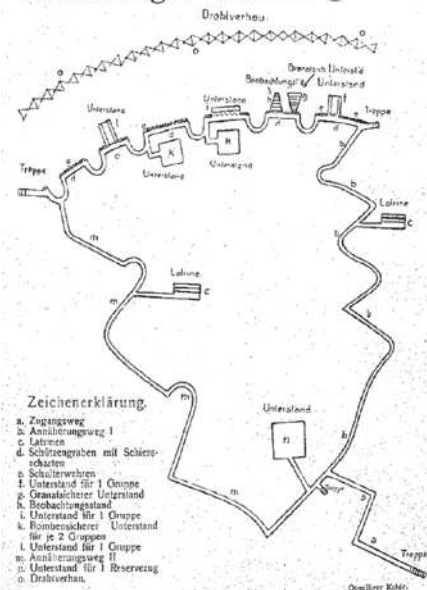 Drahtverhau.
o
o
o
Unterstand
Beobachtungsstd
Granatsich. Unterstd
Unterstand
Unterstand
Treppe
Treppe
Unterstand
Unterstand
Latrine
c
Latrine
c
m
m
m
m
b
b
b
b
b
Unterstand
n
Treppe
a
a
Treppe
Zeichenerklärung.
a. Zugangsweg
b. Annäherungsweg I
c. Latrinen
d. Schützengraben mit Schiess-
scharten
e. Schulterwehren
f. Unterstand für 1 Gruppe
g. Granatsicherer Unterstand
h. Beobachtungsstand
i. Unterstand für 1 Gruppe
k. Bombensicherer Unterstand
für je 2 Gruppen
l. Unterstand für 1 Gruppe
m. Annäherungsweg II
n. Unterstand für 1 Reservezug
o. Drahtverhau.